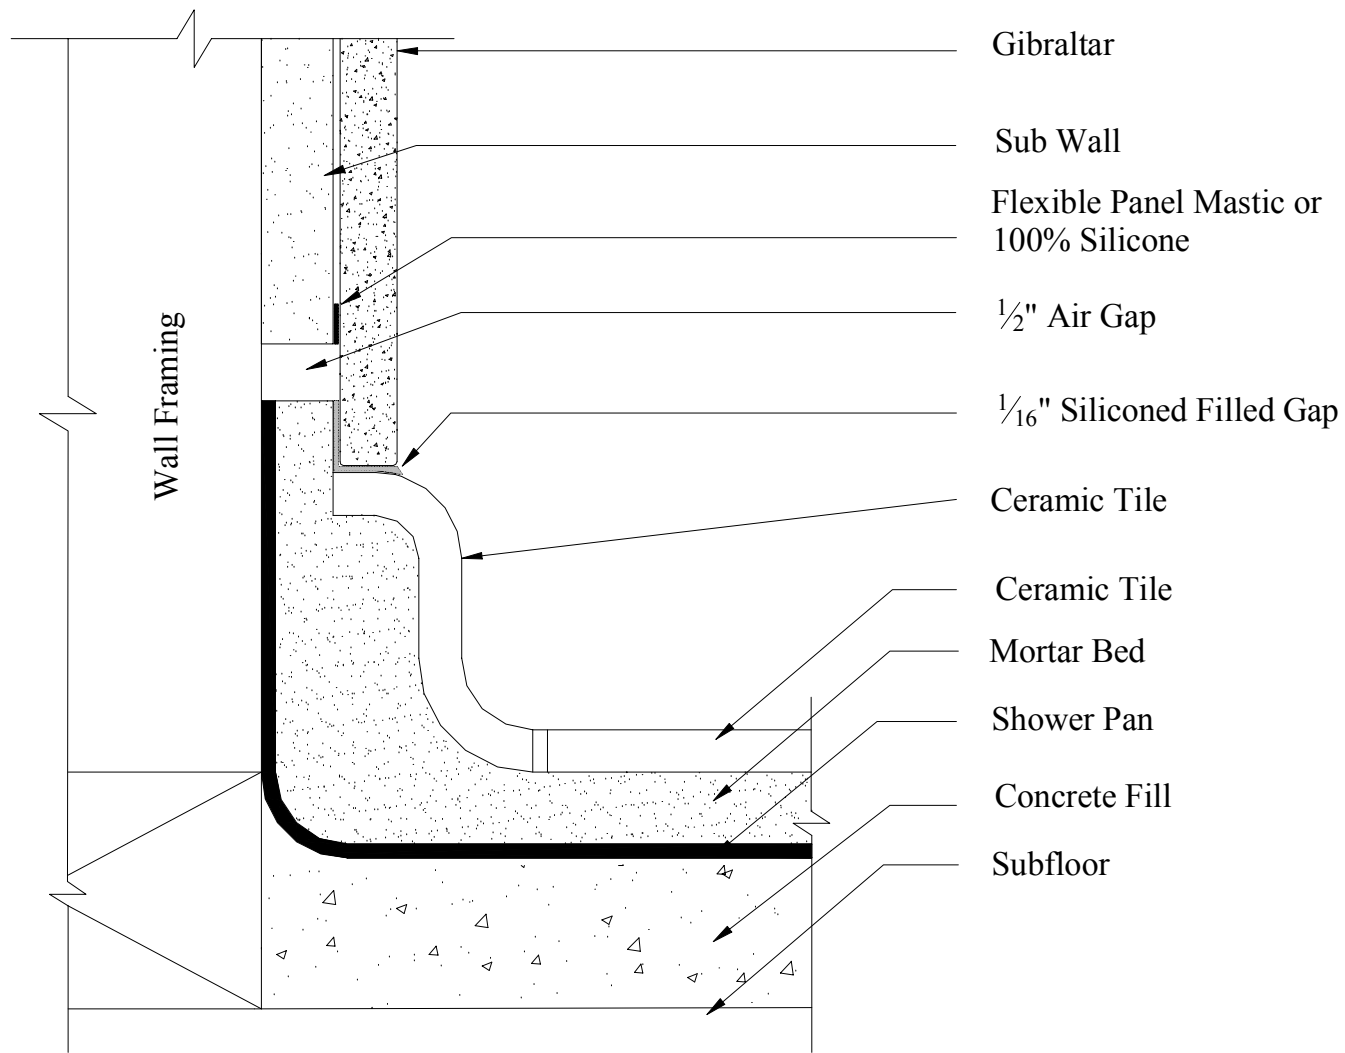 Gibraltar
Sub Wall
Flexible Panel Mastic or
100% Silicone
1/2" Air Gap
1/16" Siliconed Filled Gap
Wall Framing
Ceramic Tile
Ceramic Tile
Mortar Bed
Shower Pan
Concrete Fill
Subfloor